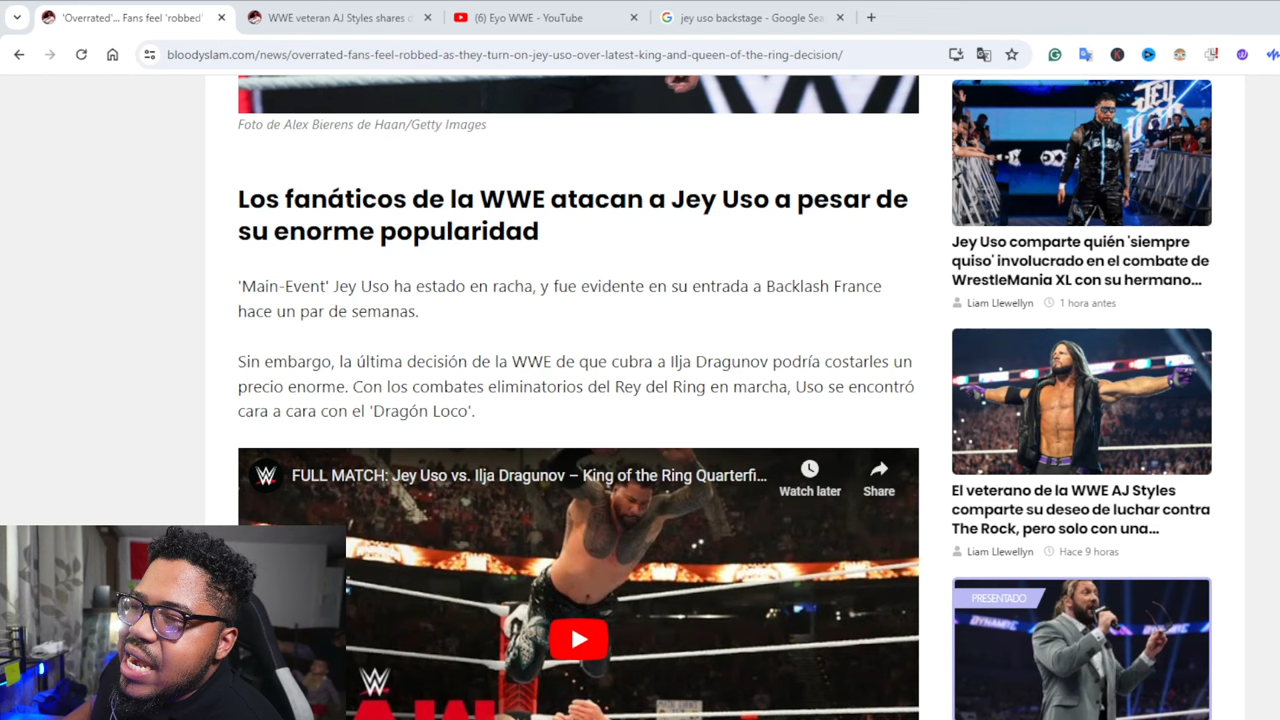 'Overrated'... Fans feel 'robbed'
WWE veteran AJ Styles shares d
(6) Eyo WWE - YouTube
jey uso backstage - Google Sea
bloodyslam.com/news/overrated-fans-feel-robbed-as-they-turn-on-jey-uso-over-latest-king-and-queen-of-the-ring-decision/
Foto de Alex Bierens de Haan/Getty Images
Los fanáticos de la WWE atacan a Jey Uso a pesar de
su enorme popularidad
'Main-Event' Jey Uso ha estado en racha, y fue evidente en su entrada a Backlash France
hace un par de semanas.
Sin embargo, la última decisión de la WWE de que cubra a Ilja Dragunov podría costarles un
precio enorme. Con los combates eliminatorios del Rey del Ring en marcha, Uso se encontró
cara a cara con el 'Dragón Loco'.
FULL MATCH: Jey Uso vs. Ilja Dragunov – King of the Ring Quarterfi...
Watch later
Share
W
RAW
JEY
USO
Jey Uso comparte quién 'siempre
quiso' involucrado en el combate de
WrestleMania XL con su hermano...
Liam Llewellyn
1 hora antes
El veterano de la WWE AJ Styles
comparte su deseo de luchar contra
The Rock, pero solo con una...
Liam Llewellyn
Hace 9 horas
PRESENTADO